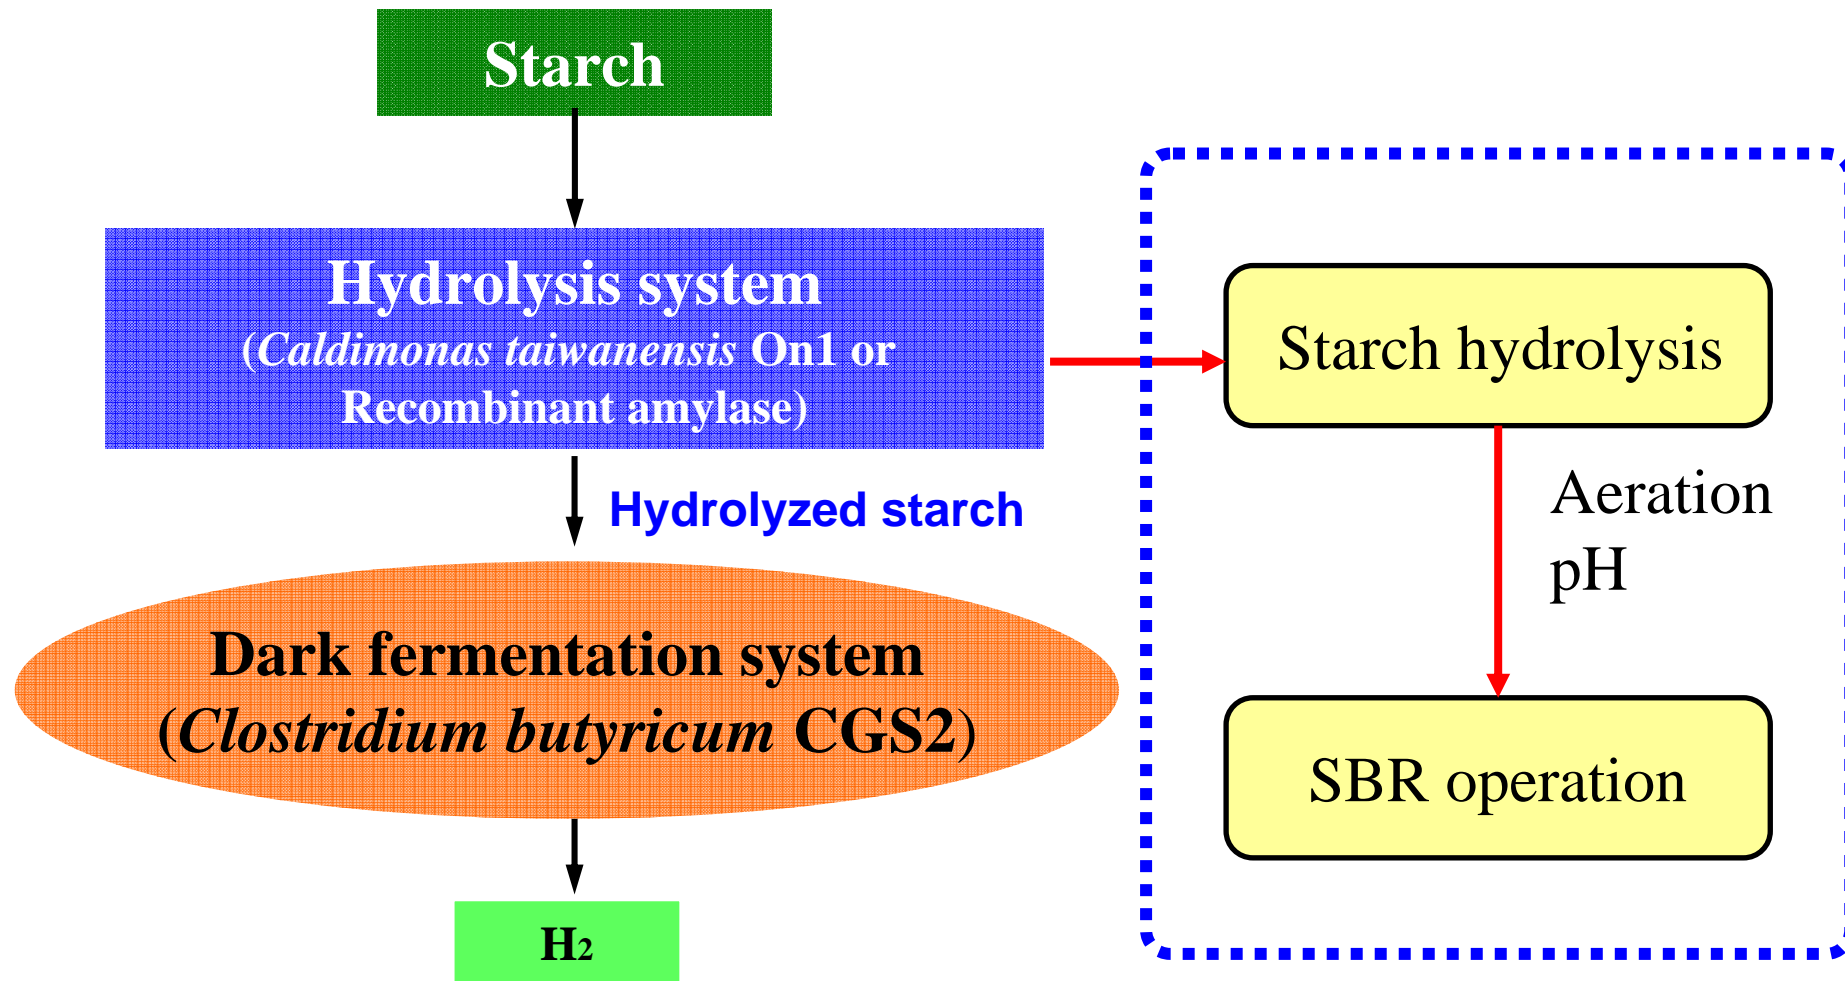 Starch
Hydrolysis system
(Caldimonas taiwanensis On1 or
Recombinant amylase)
Hydrolyzed starch
Dark fermentation system
(Clostridium butyricum CGS2)
H₂
Starch hydrolysis
Aeration
pH
SBR operation